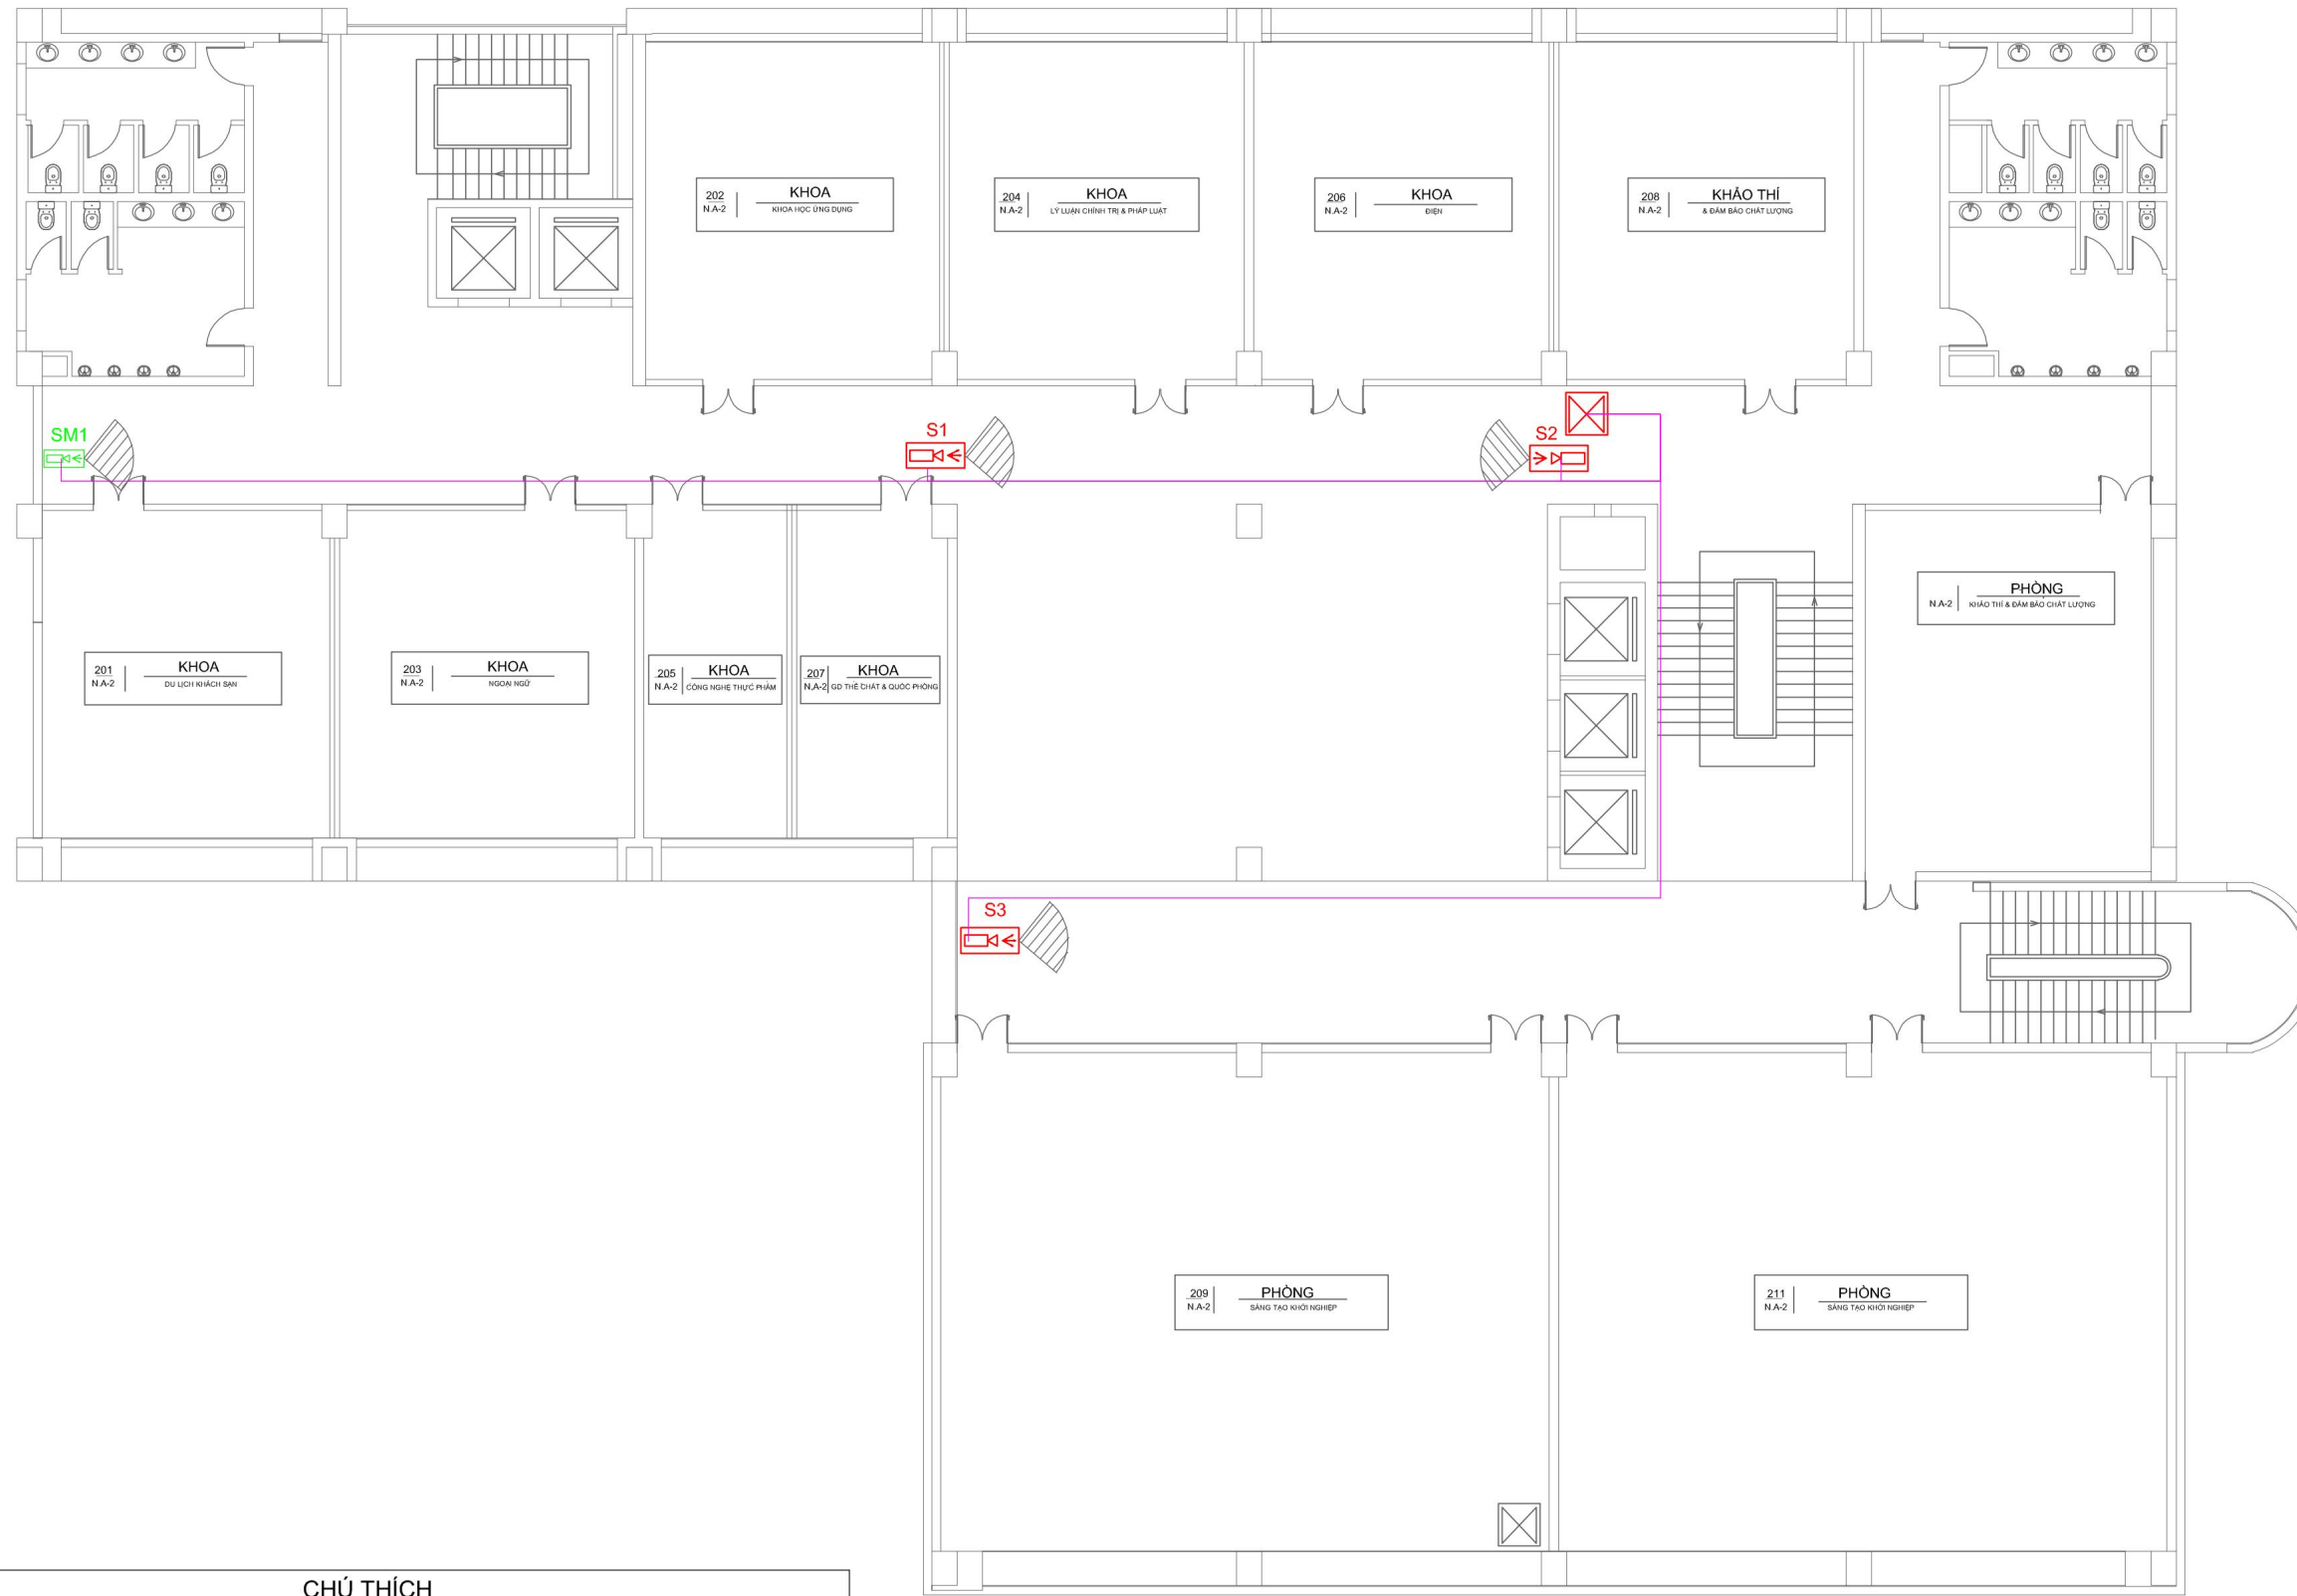 202
N.A-2
KHOA
KHOA HỌC ỨNG DỤNG
204
N.A-2
KHOA
LÝ LUẬN CHÍNH TRỊ & PHÁP LUẬT
206
N.A-2
KHOA
ĐIỆN
208
N.A-2
KHẢO THÍ
& ĐẢM BẢO CHẤT LƯỢNG
SM1
S1
S2
N.A-2
PHÒNG
KHẢO THÍ & ĐẢM BẢO CHẤT LƯỢNG
201
N.A-2
KHOA
DU LỊCH KHÁCH SẠN
203
N.A-2
KHOA
NGOẠI NGỮ
205
N.A-2
KHOA
CÔNG NGHỆ THỰC PHẨM
207
N.A-2
KHOA
GD THỂ CHẤT & QUỐC PHÒNG
S3
209
N.A-2
PHÒNG
SÁNG TẠO KHỞI NGHIỆP
211
N.A-2
PHÒNG
SÁNG TẠO KHỞI NGHIỆP
CHÚ THÍCH